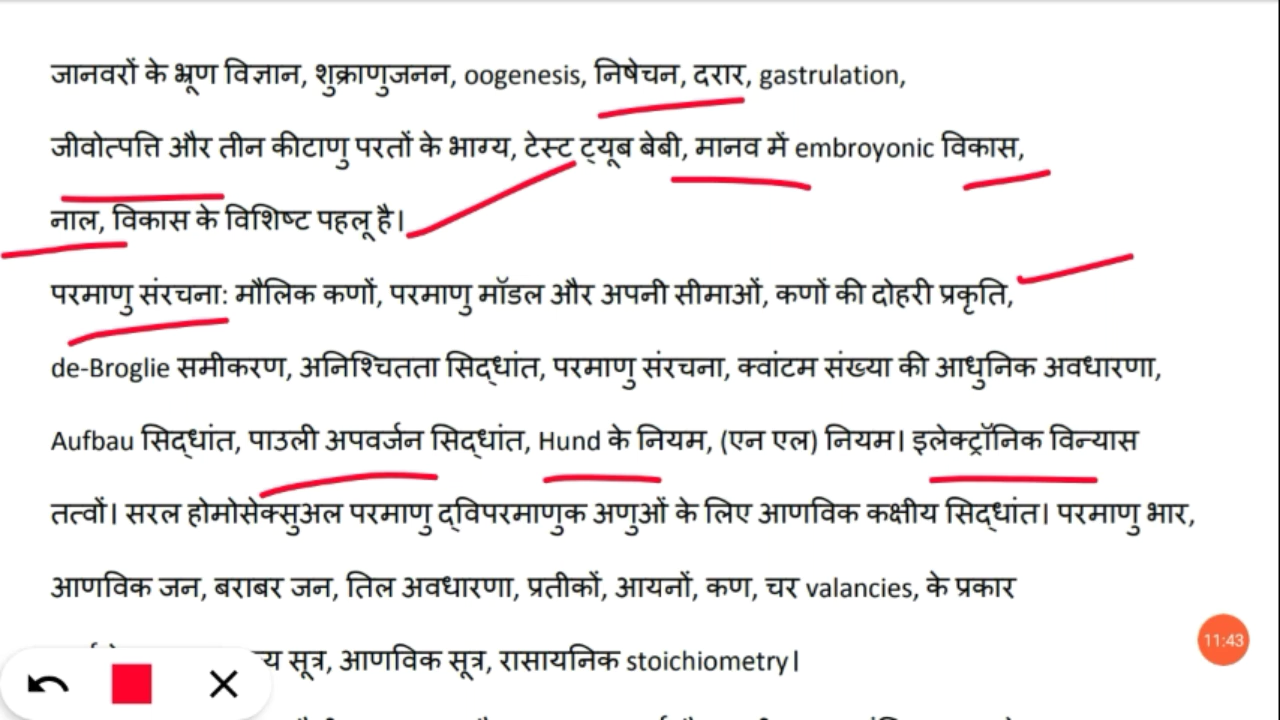 जानवरों के भ्रूण विज्ञान, शुक्राणुजनन, oogenesis, निषेचन, दरार, gastrulation,
जीवोत्पत्ति और तीन कीटाणु परतों के भाग्य, टेस्ट ट्यूब बेबी, मानव में embroyonic विकास,
नाल, विकास के विशिष्ट पहलू है।
परमाणु संरचना: मौलिक कणों, परमाणु मॉडल और अपनी सीमाओं, कणों की दोहरी प्रकृति,
de-Broglie समीकरण, अनिश्चितता सिद्धांत, परमाणु संरचना, क्वांटम संख्या की आधुनिक अवधारणा,
Aufbau सिद्धांत, पाउली अपवर्जन सिद्धांत, Hund के नियम, (एन एल) नियम। इलेक्ट्रॉनिक विन्यास
तत्वों। सरल होमोसेक्सुअल परमाणु द्विपरमाणुक अणुओं के लिए आणविक कक्षीय सिद्धांत। परमाणु भार,
आणविक जन, बराबर जन, तिल अवधारणा, प्रतीकों, आयनों, कण, चर valancies, के प्रकार
सूत्र, आणविक सूत्र, रासायनिक stoichiometry।
11:43